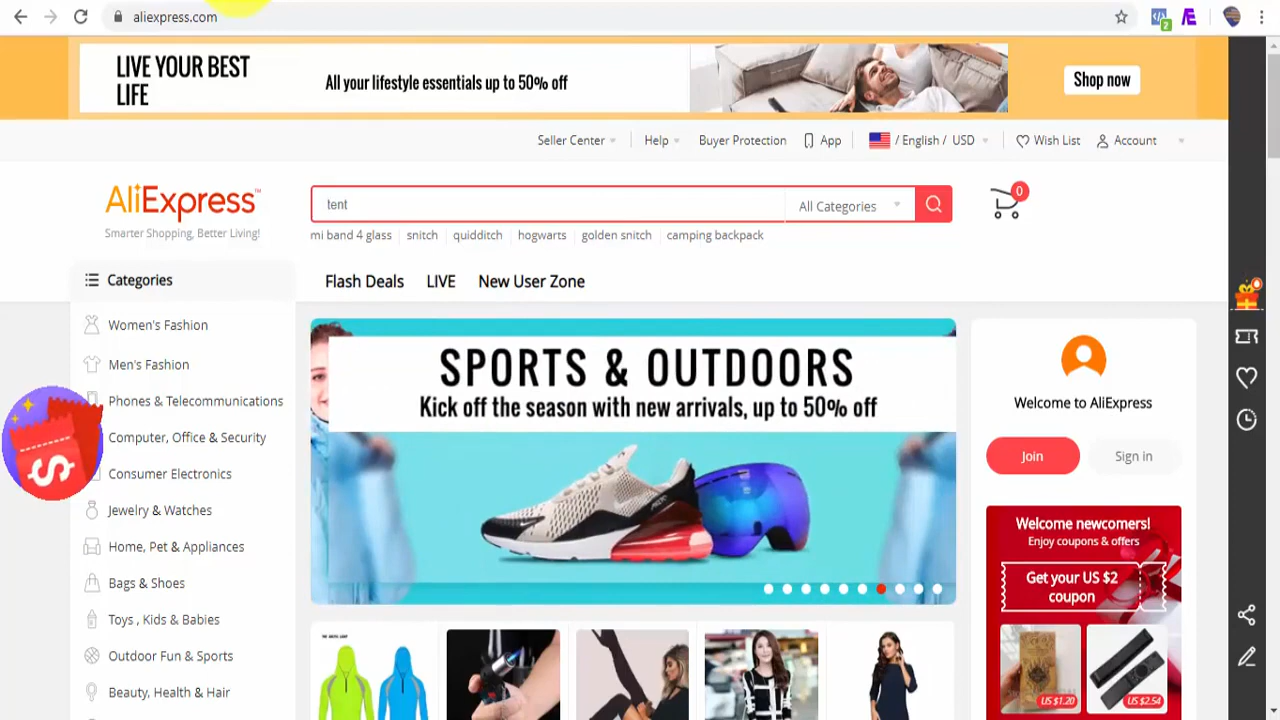 aliexpress.com
2
LIVE YOUR BEST
LIFE
All your lifestyle essentials up to 50% off
Shop now
Seller Center
Help
Buyer Protection
App
/ English / USD
Wish List
Account
AliExpress™
Smarter Shopping, Better Living!
tent
All Categories
0
mi band 4 glass
snitch
quidditch
hogwarts
golden snitch
camping backpack
Categories
Flash Deals
LIVE
New User Zone
Women's Fashion
Men's Fashion
Phones & Telecommunications
Computer, Office & Security
Consumer Electronics
Jewelry & Watches
Home, Pet & Appliances
Bags & Shoes
Toys , Kids & Babies
Outdoor Fun & Sports
Beauty, Health & Hair
$
SPORTS & OUTDOORS
Kick off the season with new arrivals, up to 50% off
Welcome to AliExpress
Join
Sign in
Welcome newcomers!
Enjoy coupons & offers
Get your US $2
coupon
US $1.20
US $2.54